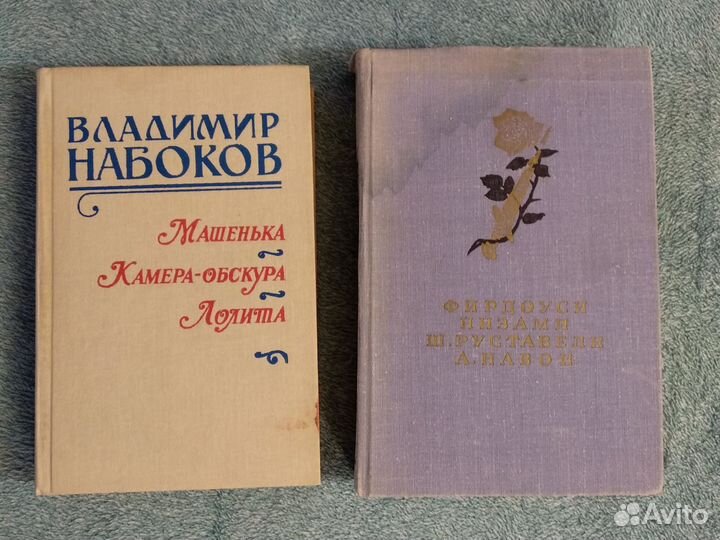 ВЛАДИМИР
НАБОКОВ
Машенька
Камера-обскура
Лолита
ФИРДОУСИ
НИЗАМИ
Ш. РУСТАВЕЛИ
А. НАВОИ
Avito